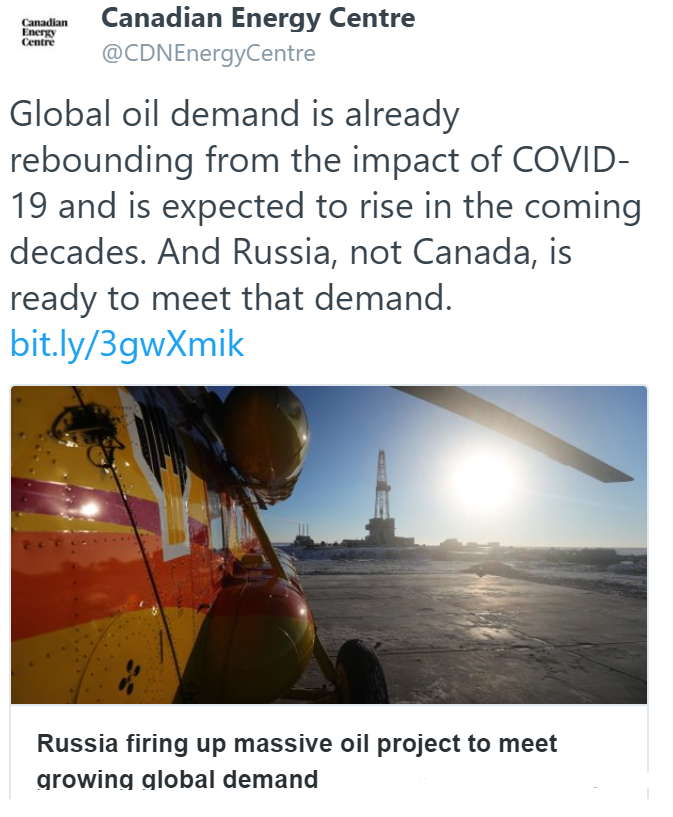 Canadian
Energy
Centre
Canadian Energy Centre
@CDNEnergyCentre
Global oil demand is already
rebounding from the impact of COVID-
19 and is expected to rise in the coming
decades. And Russia, not Canada, is
ready to meet that demand.
bit.ly/3gwXmik
Russia firing up massive oil project to meet
growing global demand